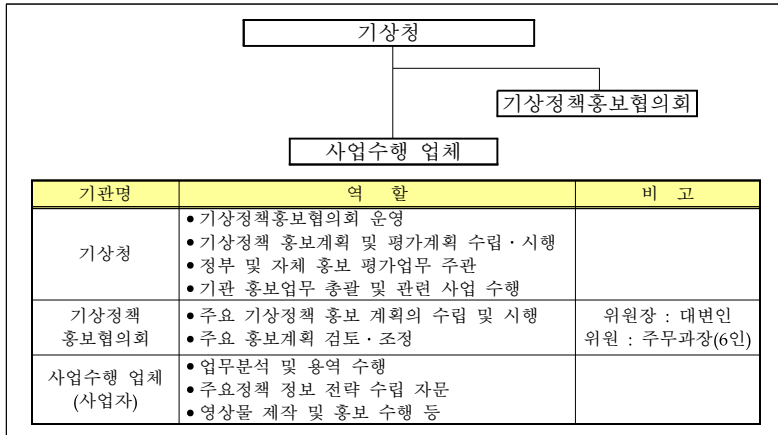 기상청
기상정책홍보협의회
사업수행 업체
기관명 역 할 비 고
기상청
• 기상정책홍보협의회 운영
• 기상정책 홍보계획 및 평가계획 수립·시행
• 정부 및 자체 홍보 평가업무 주관
• 기관 홍보업무 총괄 및 관련 사업 수행
기상정책
홍보협의회
• 주요 기상정책 홍보 계획의 수립 및 시행
• 주요 홍보계획 검토·조정
위원장 : 대변인
위원 : 주무과장(6인)
사업수행 업체
(사업자)
• 업무분석 및 용역 수행
• 주요정책 정보 전략 수립 자문
• 영상물 제작 및 홍보 수행 등